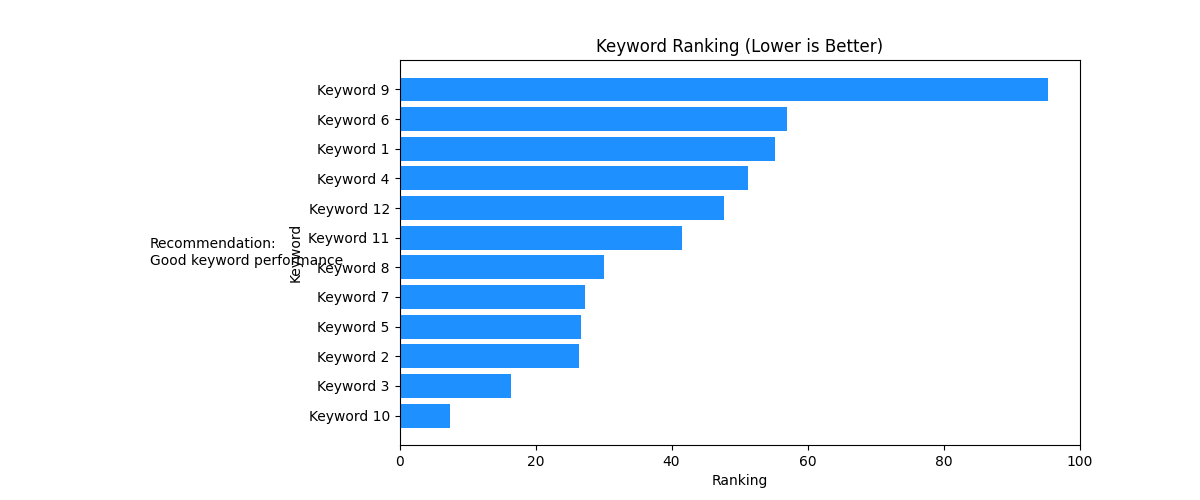 Keyword Ranking (Lower is Better)
Keyword 9
Keyword 6
Keyword 1
Keyword 4
Keyword 12
Keyword 11
Keyword 8
Keyword 7
Keyword 5
Keyword 2
Keyword 3
Keyword 10
Keyword
Recommendation:
Good keyword performance
0 20 40 60 80 100
Ranking